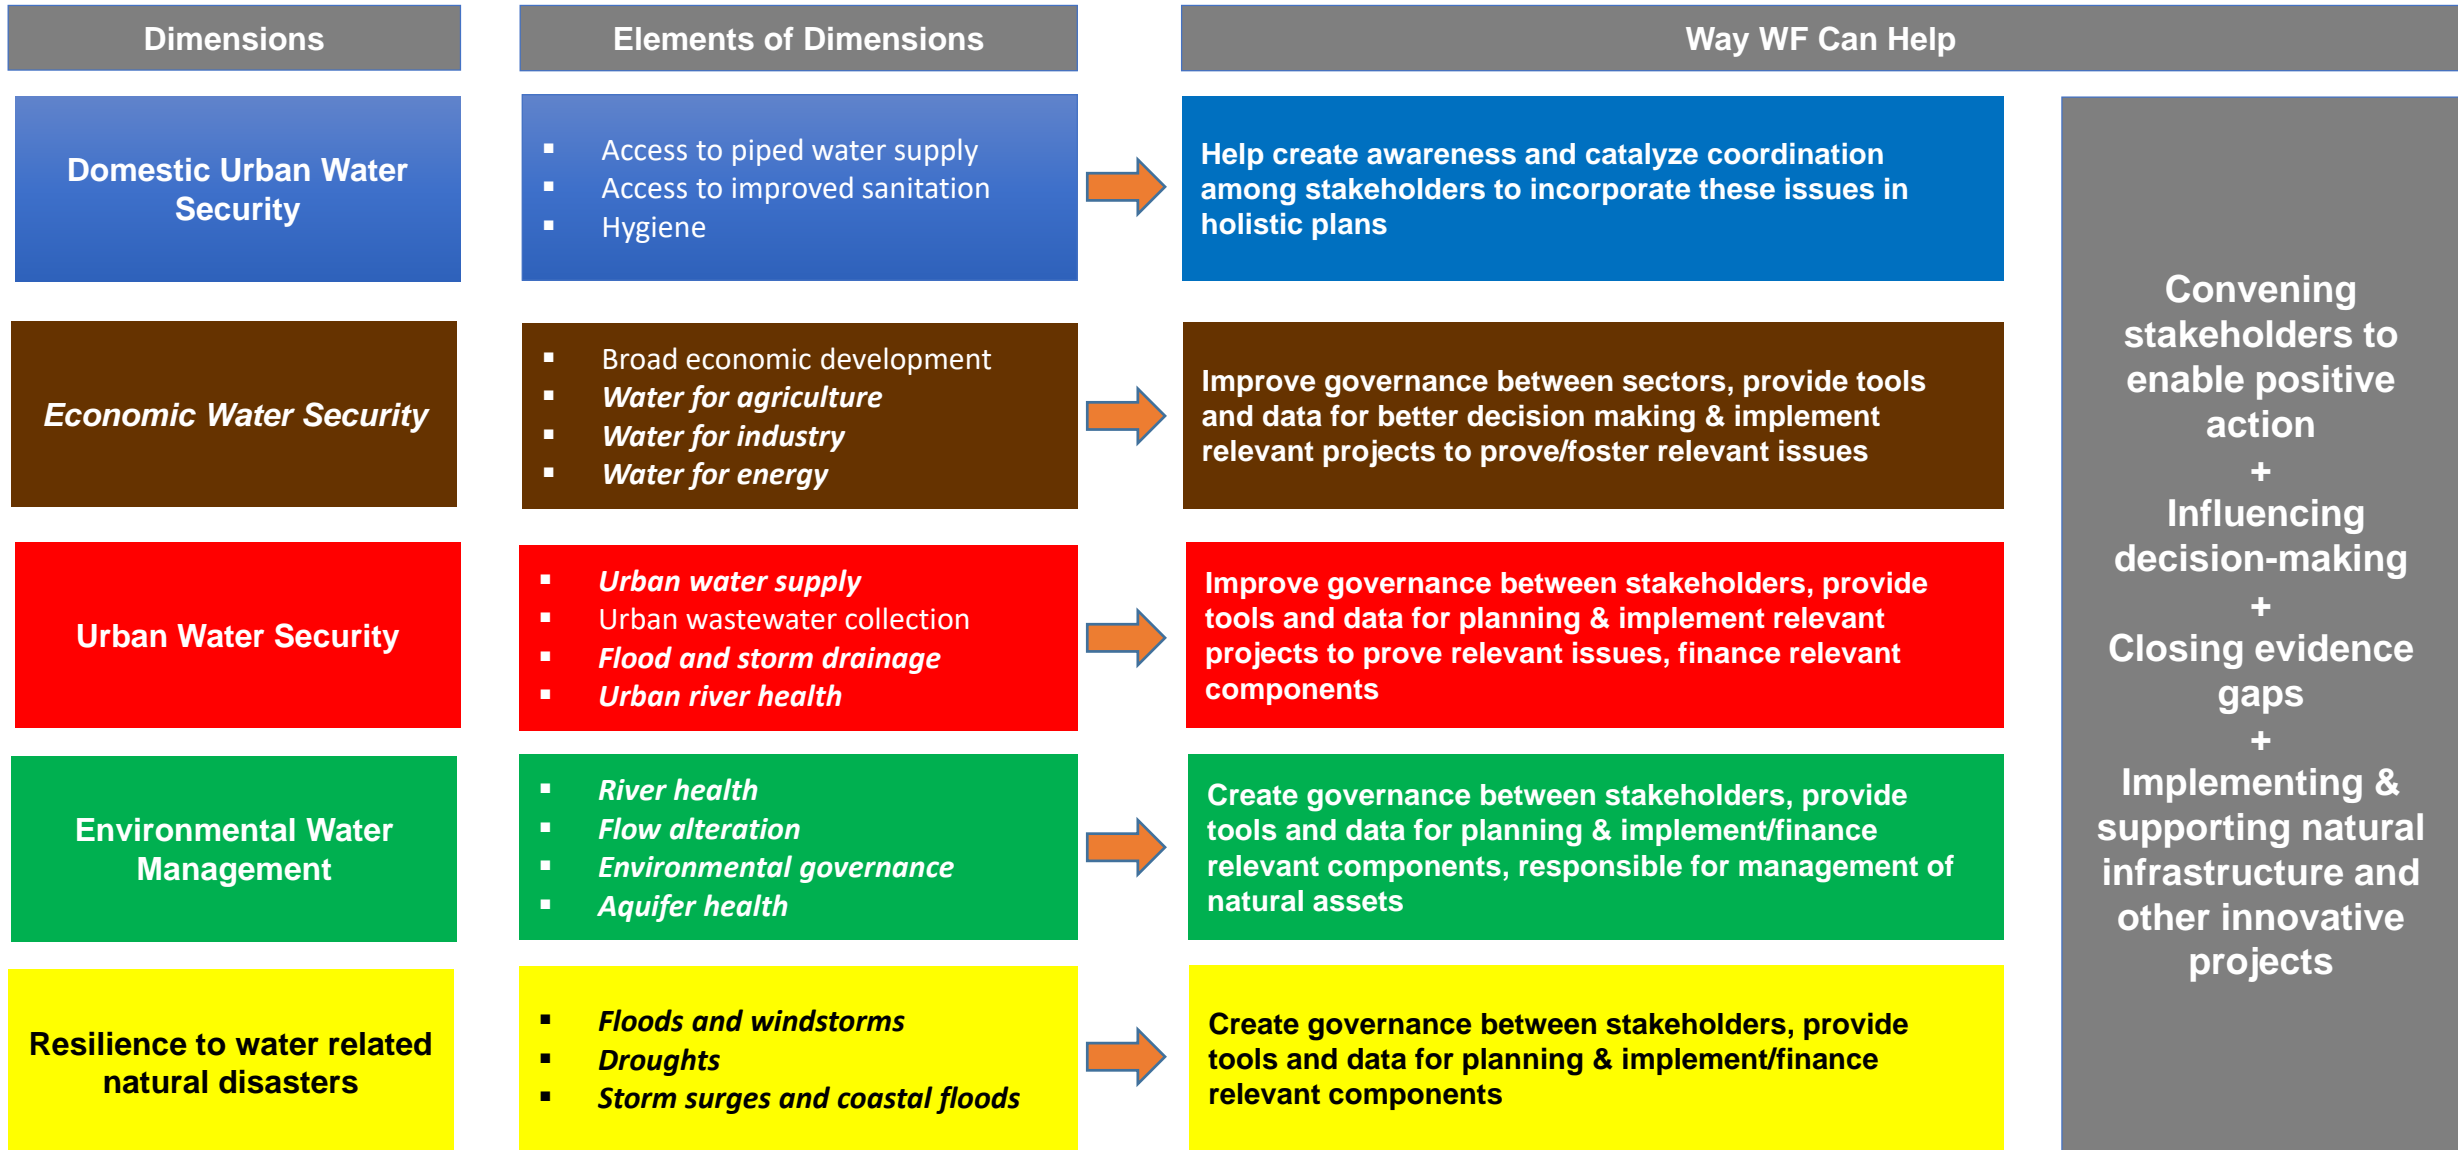 Dimensions
Elements of Dimensions
Way WF Can Help
Domestic Urban Water
Security
▪ Access to piped water supply
▪ Access to improved sanitation
▪ Hygiene
Help create awareness and catalyze coordination
among stakeholders to incorporate these issues in
holistic plans
Economic Water Security
▪ Broad economic development
▪ Water for agriculture
▪ Water for industry
▪ Water for energy
Improve governance between sectors, provide tools
and data for better decision making & implement
relevant projects to prove/foster relevant issues
Urban Water Security
▪ Urban water supply
▪ Urban wastewater collection
▪ Flood and storm drainage
▪ Urban river health
Improve governance between stakeholders, provide
tools and data for planning & implement relevant
projects to prove relevant issues, finance relevant
components
Environmental Water
Management
▪ River health
▪ Flow alteration
▪ Environmental governance
▪ Aquifer health
Create governance between stakeholders, provide
tools and data for planning & implement/finance
relevant components, responsible for management of
natural assets
Resilience to water related
natural disasters
▪ Floods and windstorms
▪ Droughts
▪ Storm surges and coastal floods
Create governance between stakeholders, provide
tools and data for planning & implement/finance
relevant components
Convening
stakeholders to
enable positive
action
+
Influencing
decision-making
+
Closing evidence
gaps
+
Implementing &
supporting natural
infrastructure and
other innovative
projects